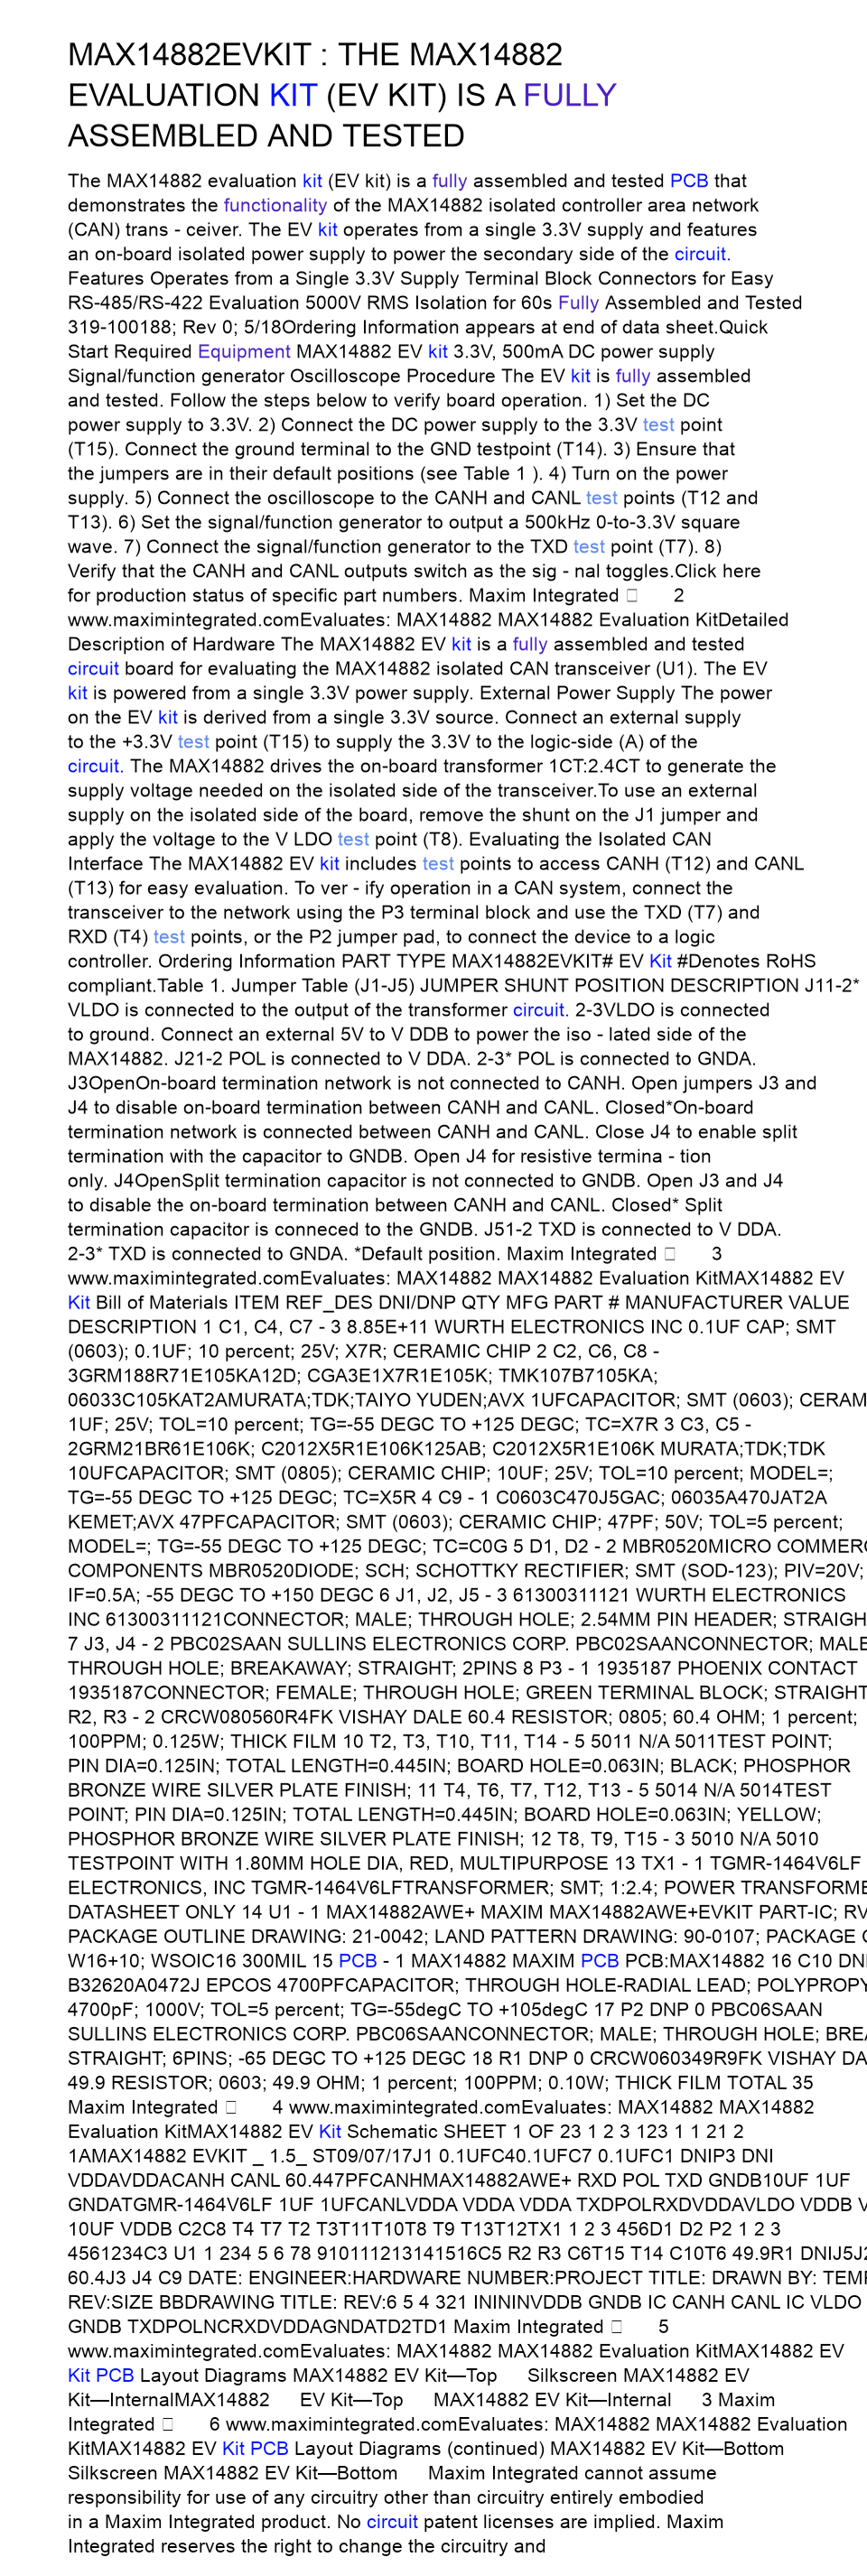 MAX14882EVKIT : THE MAX14882
EVALUATION KIT (EV KIT) IS A FULLY
ASSEMBLED AND TESTED
The MAX14882 evaluation kit (EV kit) is a fully assembled and tested PCB that
demonstrates the functionality of the MAX14882 isolated controller area network
(CAN) trans - ceiver. The EV kit operates from a single 3.3V supply and features
an on-board isolated power supply to power the secondary side of the circuit.
Features Operates from a Single 3.3V Supply Terminal Block Connectors for Easy
RS-485/RS-422 Evaluation 5000V RMS Isolation for 60s Fully Assembled and Tested
319-100188; Rev 0; 5/18Ordering Information appears at end of data sheet.Quick
Start Required Equipment MAX14882 EV kit 3.3V, 500mA DC power supply
Signal/function generator Oscilloscope Procedure The EV kit is fully assembled
and tested. Follow the steps below to verify board operation. 1) Set the DC
power supply to 3.3V. 2) Connect the DC power supply to the 3.3V test point
(T15). Connect the ground terminal to the GND testpoint (T14). 3) Ensure that
the jumpers are in their default positions (see Table 1 ). 4) Turn on the power
supply. 5) Connect the oscilloscope to the CANH and CANL test points (T12 and
T13). 6) Set the signal/function generator to output a 500kHz 0-to-3.3V square
wave. 7) Connect the signal/function generator to the TXD test point (T7). 8)
Verify that the CANH and CANL outputs switch as the sig - nal toggles.Click here
for production status of specific part numbers. Maxim Integrated 2
www.maximintegrated.comEvaluates: MAX14882 MAX14882 Evaluation KitDetailed
Description of Hardware The MAX14882 EV kit is a fully assembled and tested
circuit board for evaluating the MAX14882 isolated CAN transceiver (U1). The EV
kit is powered from a single 3.3V power supply. External Power Supply The power
on the EV kit is derived from a single 3.3V source. Connect an external supply
to the +3.3V test point (T15) to supply the 3.3V to the logic-side (A) of the
circuit. The MAX14882 drives the on-board transformer 1CT:2.4CT to generate the
supply voltage needed on the isolated side of the transceiver.To use an external
supply on the isolated side of the board, remove the shunt on the J1 jumper and
apply the voltage to the V LDO test point (T8). Evaluating the Isolated CAN
Interface The MAX14882 EV kit includes test points to access CANH (T12) and CANL
(T13) for easy evaluation. To ver - ify operation in a CAN system, connect the
transceiver to the network using the P3 terminal block and use the TXD (T7) and
RXD (T4) test points, or the P2 jumper pad, to connect the device to a logic
controller. Ordering Information PART TYPE MAX14882EVKIT# EV Kit #Denotes RoHS
compliant.Table 1. Jumper Table (J1-J5) JUMPER SHUNT POSITION DESCRIPTION J11-2*
VLDO is connected to the output of the transformer circuit. 2-3VLDO is connected
to ground. Connect an external 5V to V DDB to power the iso - lated side of the
MAX14882. J21-2 POL is connected to V DDA. 2-3* POL is connected to GNDA.
J3OpenOn-board termination network is not connected to CANH. Open jumpers J3 and
J4 to disable on-board termination between CANH and CANL. Closed*On-board
termination network is connected between CANH and CANL. Close J4 to enable split
termination with the capacitor to GNDB. Open J4 for resistive termina - tion
only. J4OpenSplit termination capacitor is not connected to GNDB. Open J3 and J4
to disable the on-board termination between CANH and CANL. Closed* Split
termination capacitor is conneced to the GNDB. J51-2 TXD is connected to V DDA.
2-3* TXD is connected to GNDA. *Default position. Maxim Integrated 3
www.maximintegrated.comEvaluates: MAX14882 MAX14882 Evaluation KitMAX14882 EV
Kit Bill of Materials ITEM REF_DES DNI/DNP QTY MFG PART # MANUFACTURER VALUE
DESCRIPTION 1 C1, C4, C7 - 3 8.85E+11 WURTH ELECTRONICS INC 0.1UF CAP; SMT
(0603); 0.1UF; 10 percent; 25V; X7R; CERAMIC CHIP 2 C2, C6, C8 -
3GRM188R71E105KA12D; CGA3E1X7R1E105K; TMK107B7105KA;
06033C105KAT2AMURATA;TDK;TAIYO YUDEN;AVX 1UFCAPACITOR; SMT (0603); CERAM
1UF; 25V; TOL=10 percent; TG=-55 DEGC TO +125 DEGC; TC=X7R 3 C3, C5 -
2GRM21BR61E106K; C2012X5R1E106K125AB; C2012X5R1E106K MURATA;TDK;TDK
10UFCAPACITOR; SMT (0805); CERAMIC CHIP; 10UF; 25V; TOL=10 percent; MODEL=;
TG=-55 DEGC TO +125 DEGC; TC=X5R 4 C9 - 1 C0603C470J5GAC; 06035A470JAT2A
KEMET;AVX 47PFCAPACITOR; SMT (0603); CERAMIC CHIP; 47PF; 50V; TOL=5 percent;
MODEL=; TG=-55 DEGC TO +125 DEGC; TC=C0G 5 D1, D2 - 2 MBR0520MICRO COMMERC
COMPONENTS MBR0520DIODE; SCH; SCHOTTKY RECTIFIER; SMT (SOD-123); PIV=20V;
IF=0.5A; -55 DEGC TO +150 DEGC 6 J1, J2, J5 - 3 61300311121 WURTH ELECTRONICS
INC 61300311121CONNECTOR; MALE; THROUGH HOLE; 2.54MM PIN HEADER; STRAIGH
7 J3, J4 - 2 PBC02SAAN SULLINS ELECTRONICS CORP. PBC02SAANCONNECTOR; MALE
THROUGH HOLE; BREAKAWAY; STRAIGHT; 2PINS 8 P3 - 1 1935187 PHOENIX CONTACT
1935187CONNECTOR; FEMALE; THROUGH HOLE; GREEN TERMINAL BLOCK; STRAIGHT
R2, R3 - 2 CRCW080560R4FK VISHAY DALE 60.4 RESISTOR; 0805; 60.4 OHM; 1 percent;
100PPM; 0.125W; THICK FILM 10 T2, T3, T10, T11, T14 - 5 5011 N/A 5011TEST POINT;
PIN DIA=0.125IN; TOTAL LENGTH=0.445IN; BOARD HOLE=0.063IN; BLACK; PHOSPHOR
BRONZE WIRE SILVER PLATE FINISH; 11 T4, T6, T7, T12, T13 - 5 5014 N/A 5014TEST
POINT; PIN DIA=0.125IN; TOTAL LENGTH=0.445IN; BOARD HOLE=0.063IN; YELLOW;
PHOSPHOR BRONZE WIRE SILVER PLATE FINISH; 12 T8, T9, T15 - 3 5010 N/A 5010
TESTPOINT WITH 1.80MM HOLE DIA, RED, MULTIPURPOSE 13 TX1 - 1 TGMR-1464V6LF
ELECTRONICS, INC TGMR-1464V6LFTRANSFORMER; SMT; 1:2.4; POWER TRANSFORME
DATASHEET ONLY 14 U1 - 1 MAX14882AWE+ MAXIM MAX14882AWE+EVKIT PART-IC; RV
PACKAGE OUTLINE DRAWING: 21-0042; LAND PATTERN DRAWING: 90-0107; PACKAGE
W16+10; WSOIC16 300MIL 15 PCB - 1 MAX14882 MAXIM PCB PCB:MAX14882 16 C10 DN
B32620A0472J EPCOS 4700PFCAPACITOR; THROUGH HOLE-RADIAL LEAD; POLYPROPY
4700pF; 1000V; TOL=5 percent; TG=-55degC TO +105degC 17 P2 DNP 0 PBC06SAAN
SULLINS ELECTRONICS CORP. PBC06SAANCONNECTOR; MALE; THROUGH HOLE; BREA
STRAIGHT; 6PINS; -65 DEGC TO +125 DEGC 18 R1 DNP 0 CRCW060349R9FK VISHAY DA
49.9 RESISTOR; 0603; 49.9 OHM; 1 percent; 100PPM; 0.10W; THICK FILM TOTAL 35
Maxim Integrated 4 www.maximintegrated.comEvaluates: MAX14882 MAX14882
Evaluation KitMAX14882 EV Kit Schematic SHEET 1 OF 23 1 2 3 123 1 1 21 2
1AMAX14882 EVKIT _ 1.5_ ST09/07/17J1 0.1UFC40.1UFC7 0.1UFC1 DNIP3 DNI
VDDAVDDACANH CANL 60.447PFCANHMAX14882AWE+ RXD POL TXD GNDB10UF 1UF
GNDATGMR-1464V6LF 1UF 1UFCANLVDDA VDDA VDDA TXDPOLRXDVDDAVLDO VDDB V
10UF VDDB C2C8 T4 T7 T2 T3T11T10T8 T9 T13T12TX1 1 2 3 456D1 D2 P2 1 2 3
4561234C3 U1 1 234 5 6 78 910111213141516C5 R2 R3 C6T15 T14 C10T6 49.9R1 DNIJ5J2
60.4J3 J4 C9 DATE: ENGINEER:HARDWARE NUMBER:PROJECT TITLE: DRAWN BY: TEMP
REV:SIZE BBDRAWING TITLE: REV:6 5 4 321 INININVDDB GNDB IC CANH CANL IC VLDO
GNDB TXDPOLNCRXDVDDAGNDATD2TD1 Maxim Integrated 5
www.maximintegrated.comEvaluates: MAX14882 MAX14882 Evaluation KitMAX14882 EV
Kit PCB Layout Diagrams MAX14882 EV Kit—Top Silkscreen MAX14882 EV
Kit—InternalMAX14882 EV Kit—Top MAX14882 EV Kit—Internal 3 Maxim
Integrated 6 www.maximintegrated.comEvaluates: MAX14882 MAX14882 Evaluation
KitMAX14882 EV Kit PCB Layout Diagrams (continued) MAX14882 EV Kit—Bottom
Silkscreen MAX14882 EV Kit—Bottom Maxim Integrated cannot assume
responsibility for use of any circuitry other than circuitry entirely embodied
in a Maxim Integrated product. No circuit patent licenses are implied. Maxim
Integrated reserves the right to change the circuitry and